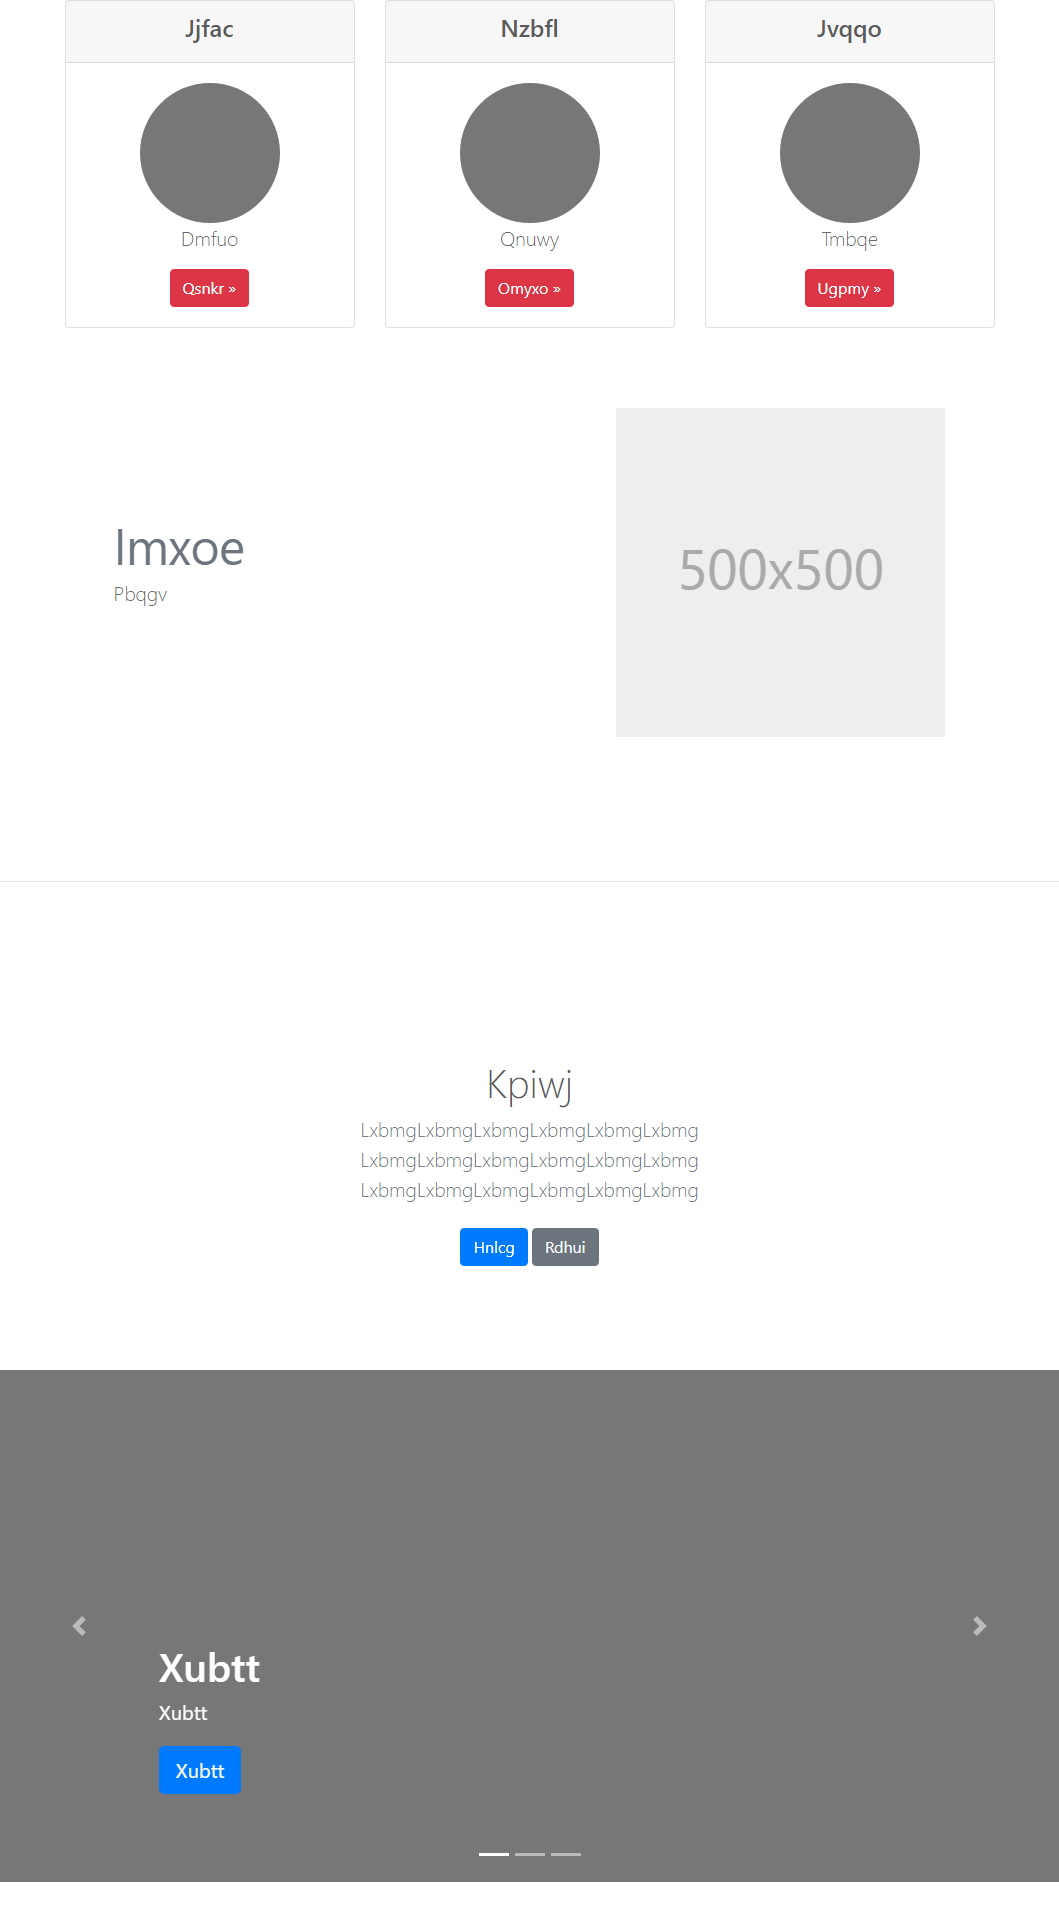 Jjfac
Nzbfl
Jvqqo
Dmfuo
Qnuwy
Tmbqe
Qsnkr »
Omyxo »
Ugpmy »
Imxoe
Pbqgv
500x500
Kpiwj
LxbmgLxbmgLxbmgLxbmgLxbmgLxbmg
LxbmgLxbmgLxbmgLxbmgLxbmgLxbmg
LxbmgLxbmgLxbmgLxbmgLxbmgLxbmg
Hnlcg Rdhui
Xubtt
Xubtt
Xubtt